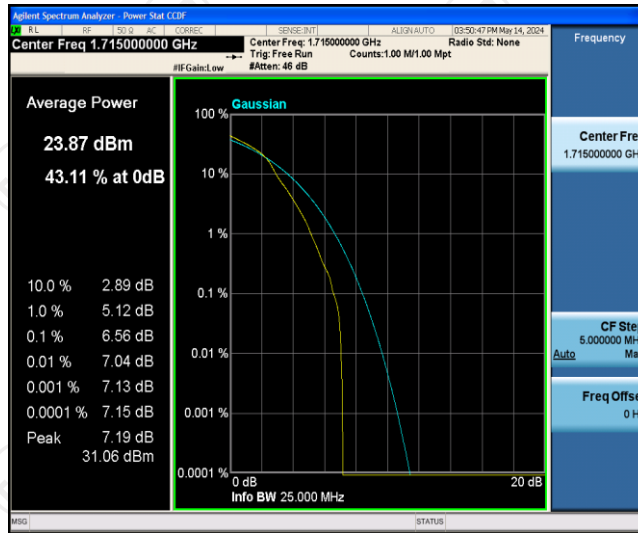 Agilent Spectrum Analyzer - Power Stat CCDF
RL RF 50 Ω AC CORREC SENSE:INT ALIGN AUTO 03:50:47 PM May 14, 2024
Center Freq 1.715000000 GHz
Center Freq: 1.715000000 GHz Radio Std: None
Trig: Free Run Counts:1.00 M/1.00 Mpt
#IFGain:Low #Atten: 46 dB
Frequency
Average Power
23.87 dBm
43.11 % at 0dB
10.0 % 2.89 dB
1.0 % 5.12 dB
0.1 % 6.56 dB
0.01 % 7.04 dB
0.001 % 7.13 dB
0.0001 % 7.15 dB
Peak 7.19 dB
31.06 dBm
Gaussian
100 %
10 %
1 %
0.1 %
0.01 %
0.001 %
0.0001 %
0 dB 20 dB
Info BW 25.000 MHz
Center Fre
1.715000000 GH
CF Ste
5.000000 MH
Auto Ma
Freq Offse
0 H
MSG STATUS